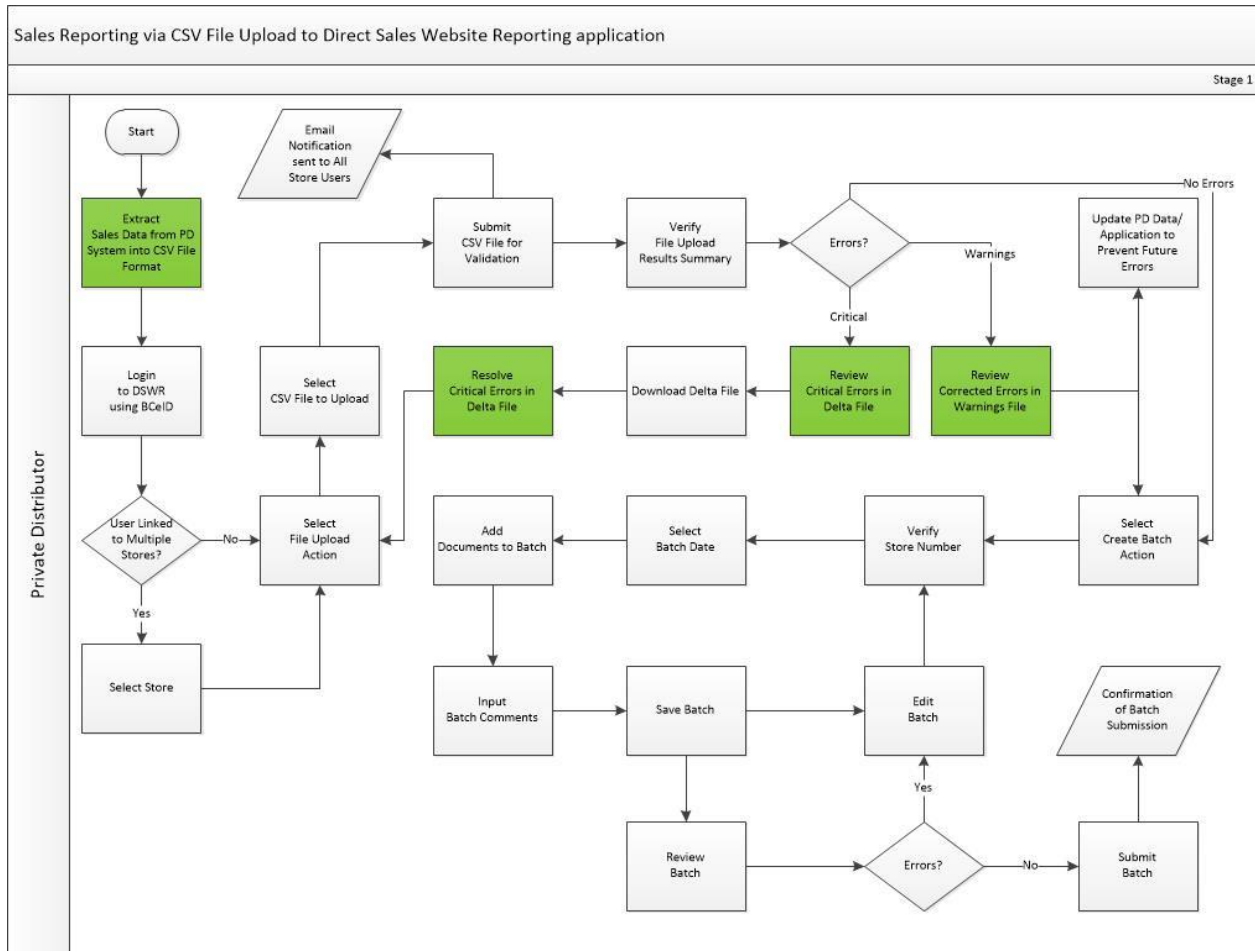 Sales Reporting via CSV File Upload to Direct Sales Website Reporting application
Stage 1
Private Distributor
Start
Email
Notification
sent to All
Store Users
No Errors
Extract
Sales Data from PD
System into CSV File
Format
Submit
CSV File for
Validation
Verify
File Upload
Results Summary
Errors?
Warnings
Update PD Data/
Application to
Prevent Future
Errors
Critical
Login
to DSWR
using BCeID
Select
CSV File to Upload
Resolve
Critical Errors in
Delta File
Download Delta File
Review
Critical Errors in
Delta File
Review
Corrected Errors in
Warnings File
User Linked
to Multiple
Stores?
No
Select
File Upload
Action
Add
Documents to Batch
Select
Batch Date
Verify
Store Number
Select
Create Batch
Action
Yes
Select Store
Input
Batch Comments
Save Batch
Edit
Batch
Confirmation
of Batch
Submission
Yes
Review
Batch
Errors?
No
Submit
Batch